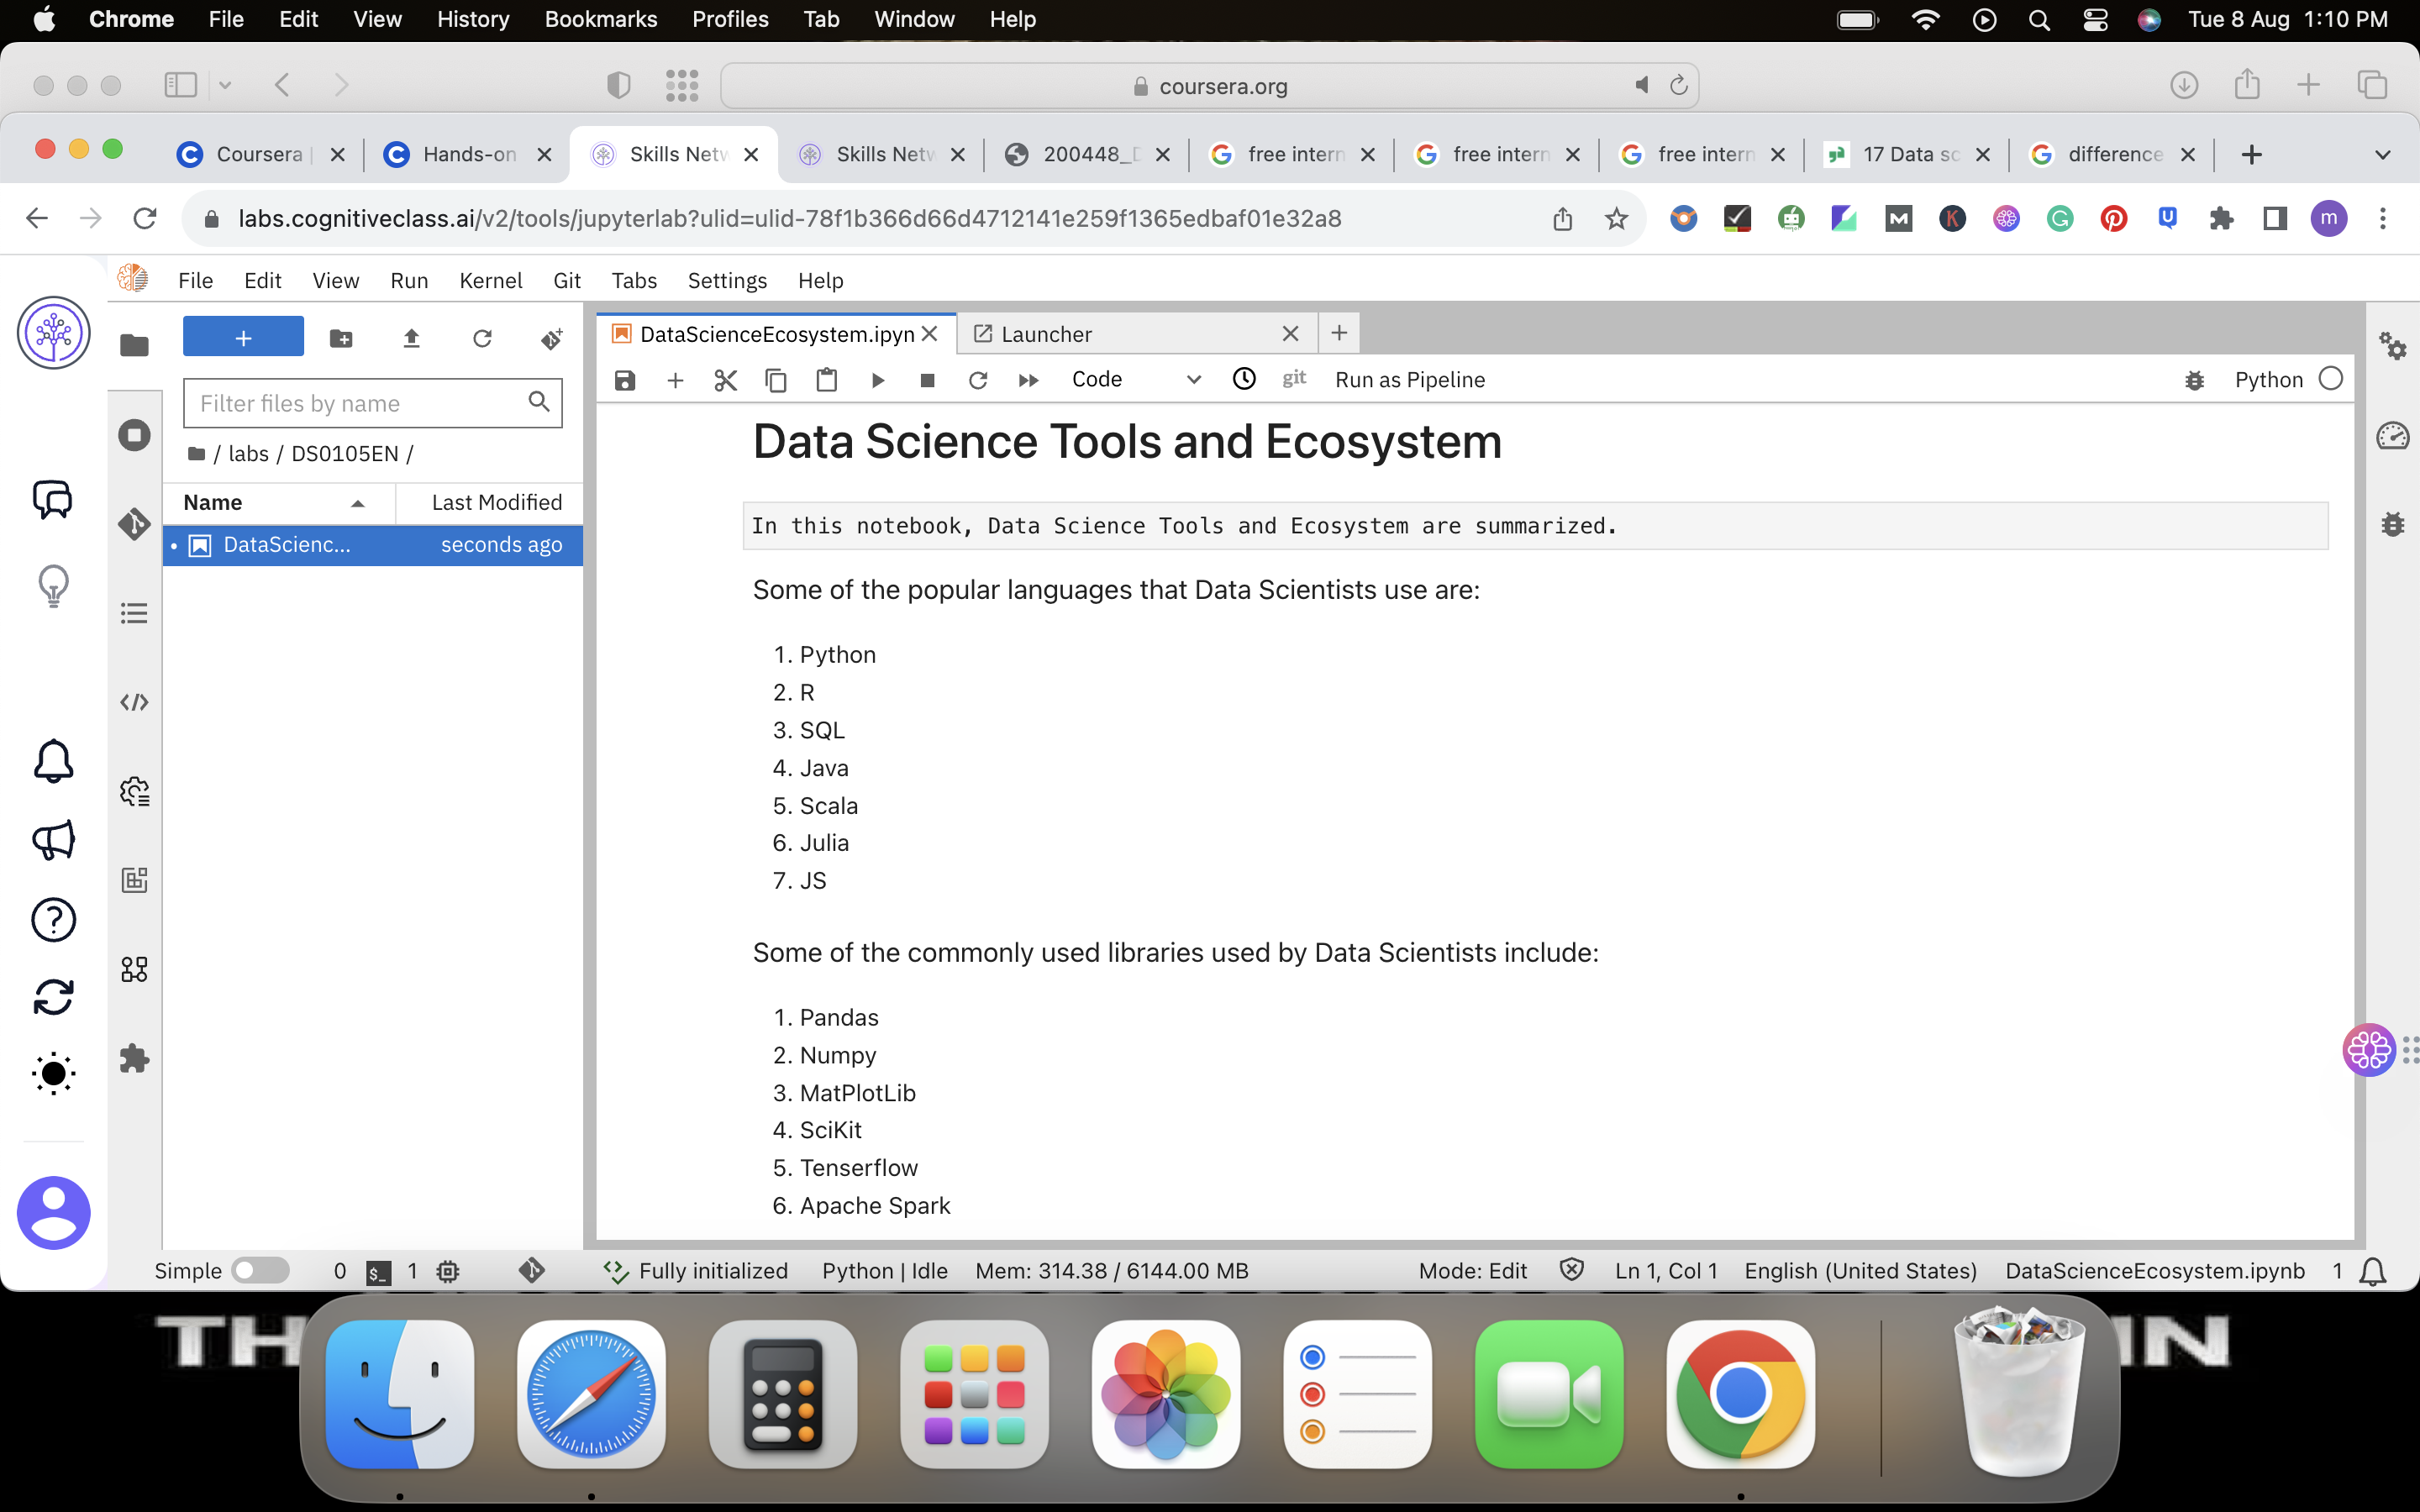 Chrome File Edit View History Bookmarks Profiles Tab Window Help Tue 8 Aug 1:10 PM
coursera.org
Coursera Hands-on Skills Netw Skills Netw 200448_D free intern free intern free intern 17 Data sc difference
labs.cognitiveclass.ai/v2/tools/jupyterlab?ulid=ulid-78f1b366d66d4712141e259f1365edbaf01e32a8
File Edit View Run Kernel Git Tabs Settings Help
DataScienceEcosystem.ipyn Launcher
Code git Run as Pipeline Python
Filter files by name
/ labs / DS0105EN /
Name Last Modified
DataScienc... seconds ago
Data Science Tools and Ecosystem
In this notebook, Data Science Tools and Ecosystem are summarized.
Some of the popular languages that Data Scientists use are:
1. Python
2. R
3. SQL
4. Java
5. Scala
6. Julia
7. JS
Some of the commonly used libraries used by Data Scientists include:
1. Pandas
2. Numpy
3. MatPlotLib
4. SciKit
5. Tenserflow
6. Apache Spark
Simple 0 1 Fully initialized Python | Idle Mem: 314.38 / 6144.00 MB Mode: Edit Ln 1, Col 1 English (United States) DataScienceEcosystem.ipynb 1
TH IN